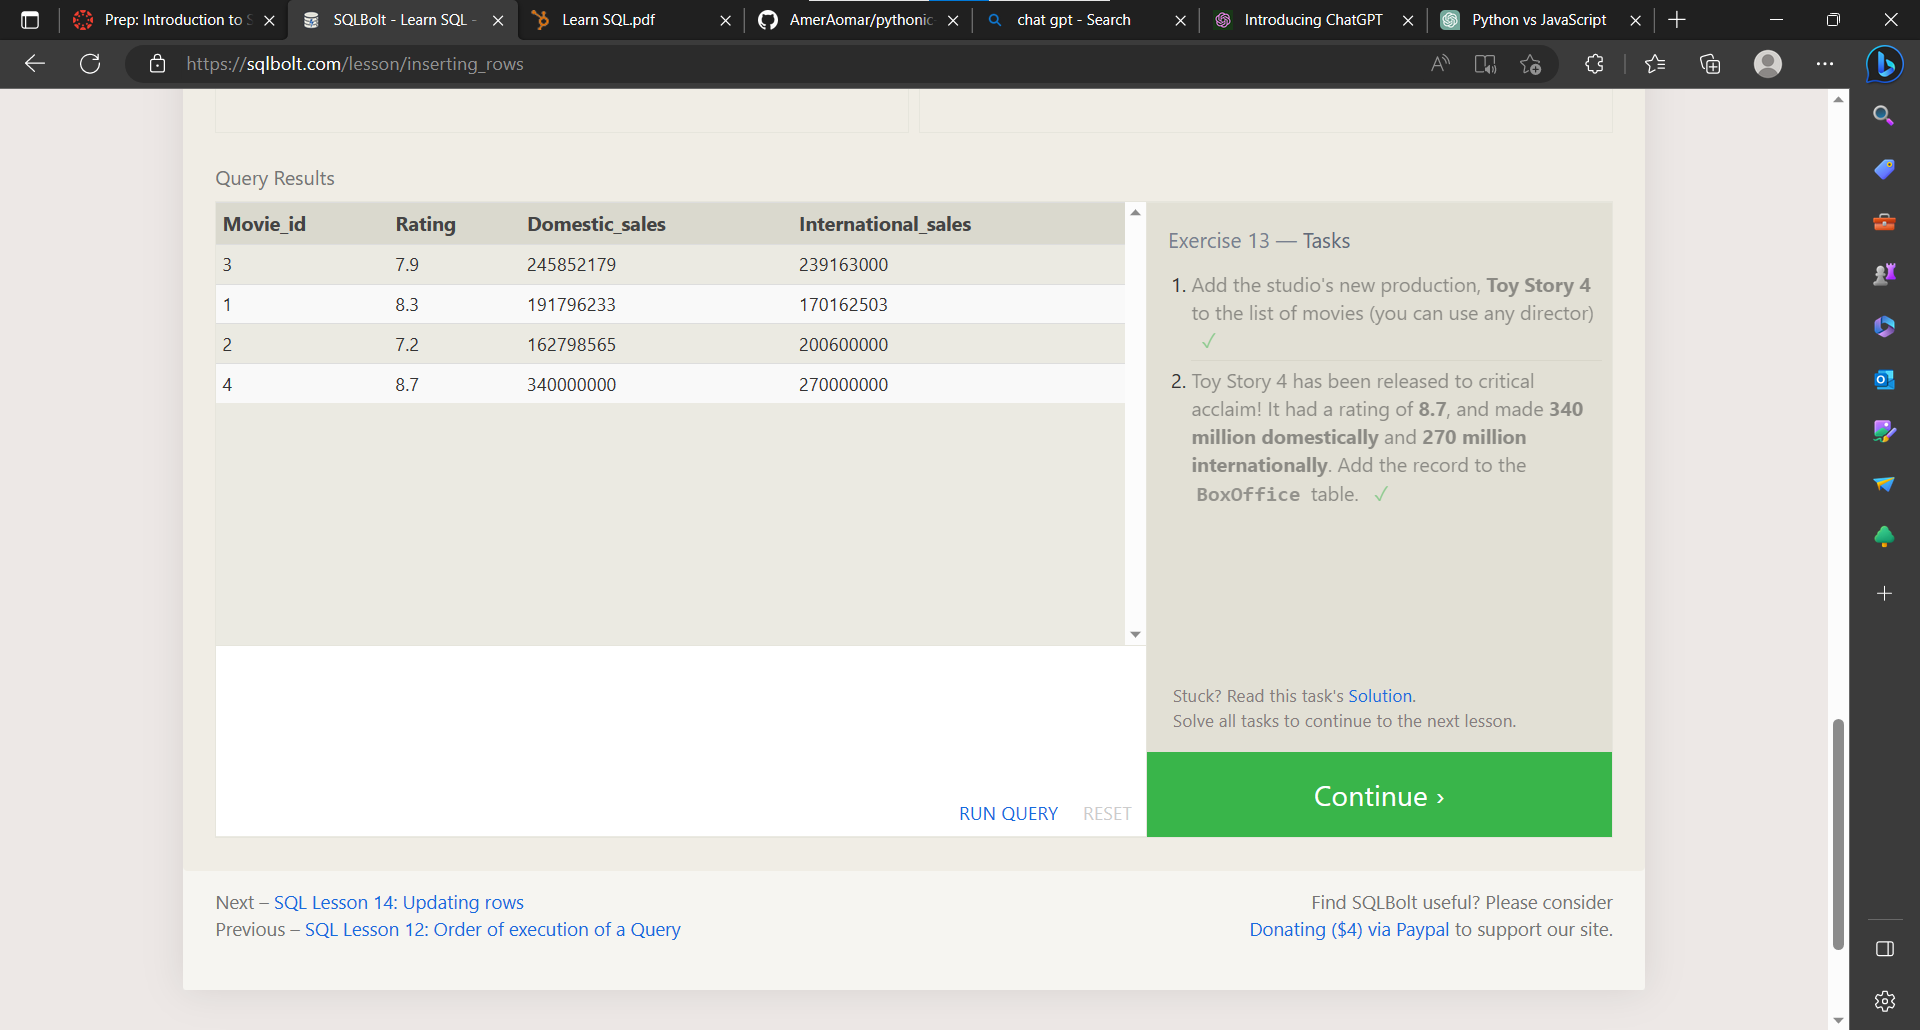 Prep: Introduction to S
SQLBolt - Learn SQL -
Learn SQL.pdf
AmerAomar/pythonic
chat gpt - Search
Introducing ChatGPT
Python vs JavaScript
https://sqlbolt.com/lesson/inserting_rows
Query Results
Movie_id Rating Domestic_sales International_sales
3 7.9 245852179 239163000
1 8.3 191796233 170162503
2 7.2 162798565 200600000
4 8.7 340000000 270000000
RUN QUERY RESET
Exercise 13 — Tasks
1. Add the studio's new production, Toy Story 4
to the list of movies (you can use any director)
✓
2. Toy Story 4 has been released to critical
acclaim! It had a rating of 8.7, and made 340
million domestically and 270 million
internationally. Add the record to the
BoxOffice table. ✓
Stuck? Read this task's Solution.
Solve all tasks to continue to the next lesson.
Continue ›
Next – SQL Lesson 14: Updating rows
Previous – SQL Lesson 12: Order of execution of a Query
Find SQLBolt useful? Please consider
Donating ($4) via Paypal to support our site.